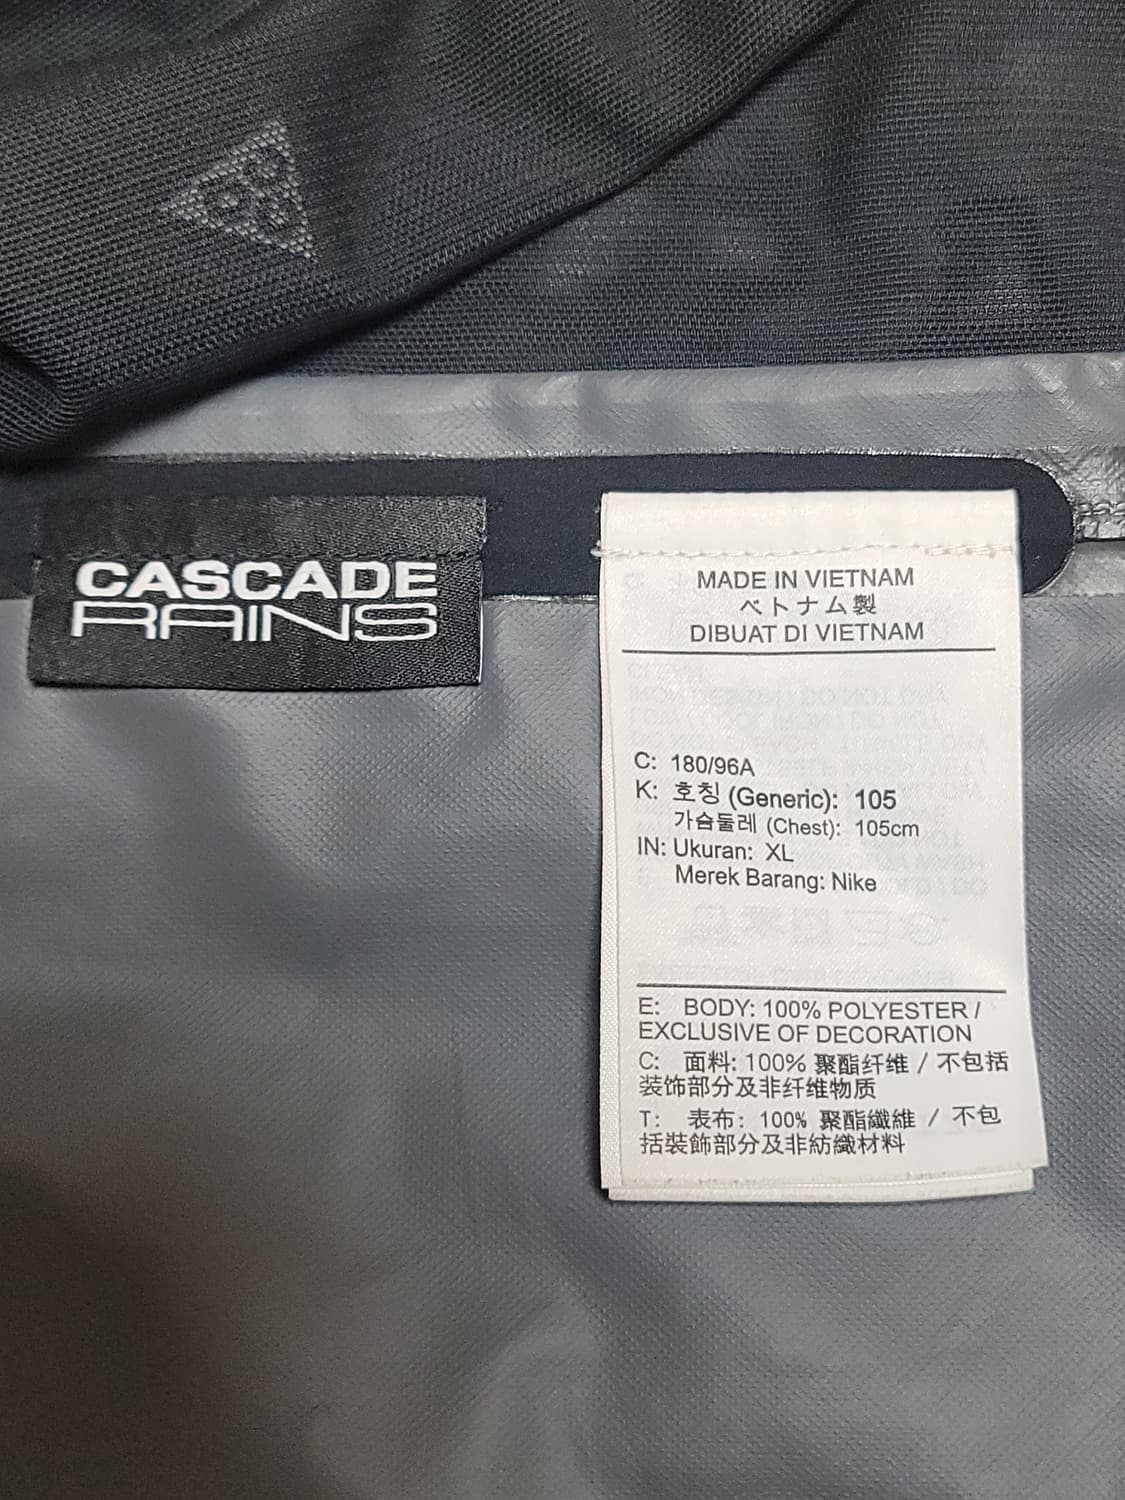 CASCADE
RAINS
MADE IN VIETNAM
ベトナム製
DIBUAT DI VIETNAM
C: 180/96A
K: 호칭 (Generic): 105
가슴둘레 (Chest): 105cm
IN: Ukuran: XL
Merek Barang: Nike
E: BODY: 100% POLYESTER /
EXCLUSIVE OF DECORATION
C: 面料: 100% 聚酯纤维 / 不包括
装饰部分及非纤维物质
T: 表布: 100% 聚酯纖維 / 不包
括裝飾部分及非紡織材料